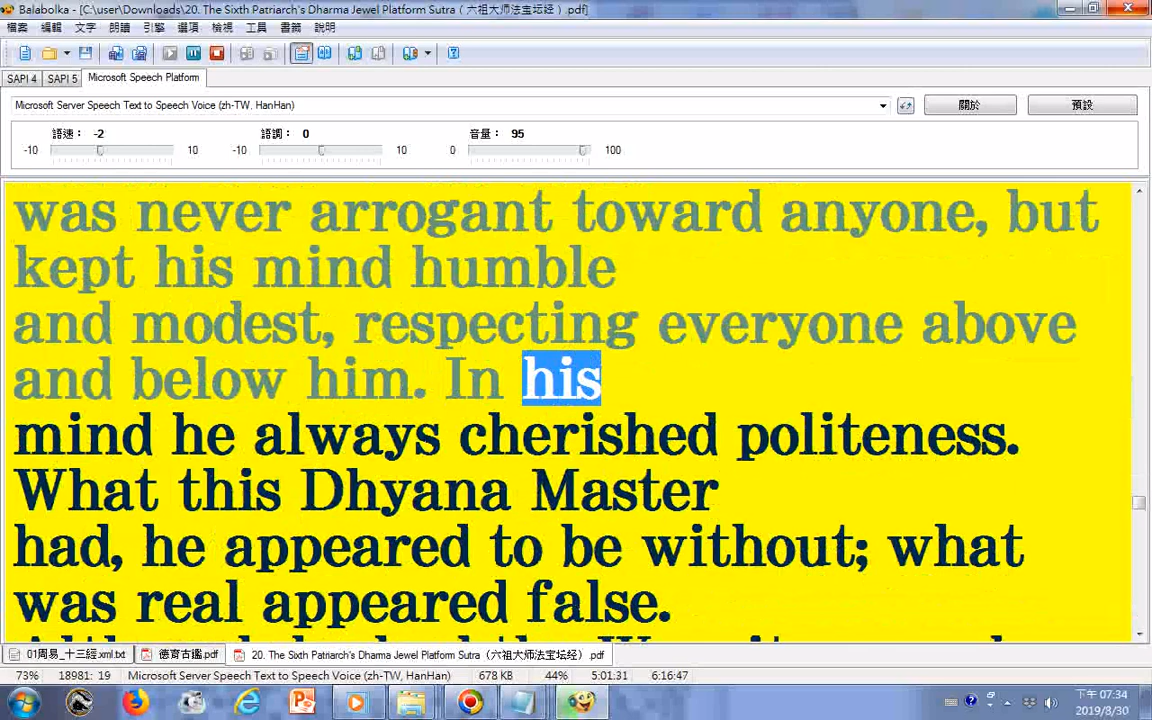 Balabolka - [C:\user\Downloads\20. The Sixth Patriarch's Dharma Jewel Platform Sutra (六祖大师法宝坛经) .pdf]
檔案 編輯 文字 朗讀 引擎 選項 檢視 工具 書籤 說明
SAPI 4 SAPI 5 Microsoft Speech Platform
Microsoft Server Speech Text to Speech Voice (zh-TW, HanHan) 關於 預設
語速： -2 語調： 0 音量： 95
-10 10 -10 10 0 100
was never arrogant toward anyone, but
kept his mind humble
and modest, respecting everyone above
and below him. In his
mind he always cherished politeness.
What this Dhyana Master
had, he appeared to be without; what
was real appeared false.
01周易_十三經.xml.txt 德育古鑑.pdf 20. The Sixth Patriarch's Dharma Jewel Platform Sutra (六祖大师法宝坛经) .pdf
73% 18981: 19 Microsoft Server Speech Text to Speech Voice (zh-TW, HanHan) 678 KB 44% 5:01:31 6:16:47
下午 07:34
2019/8/30